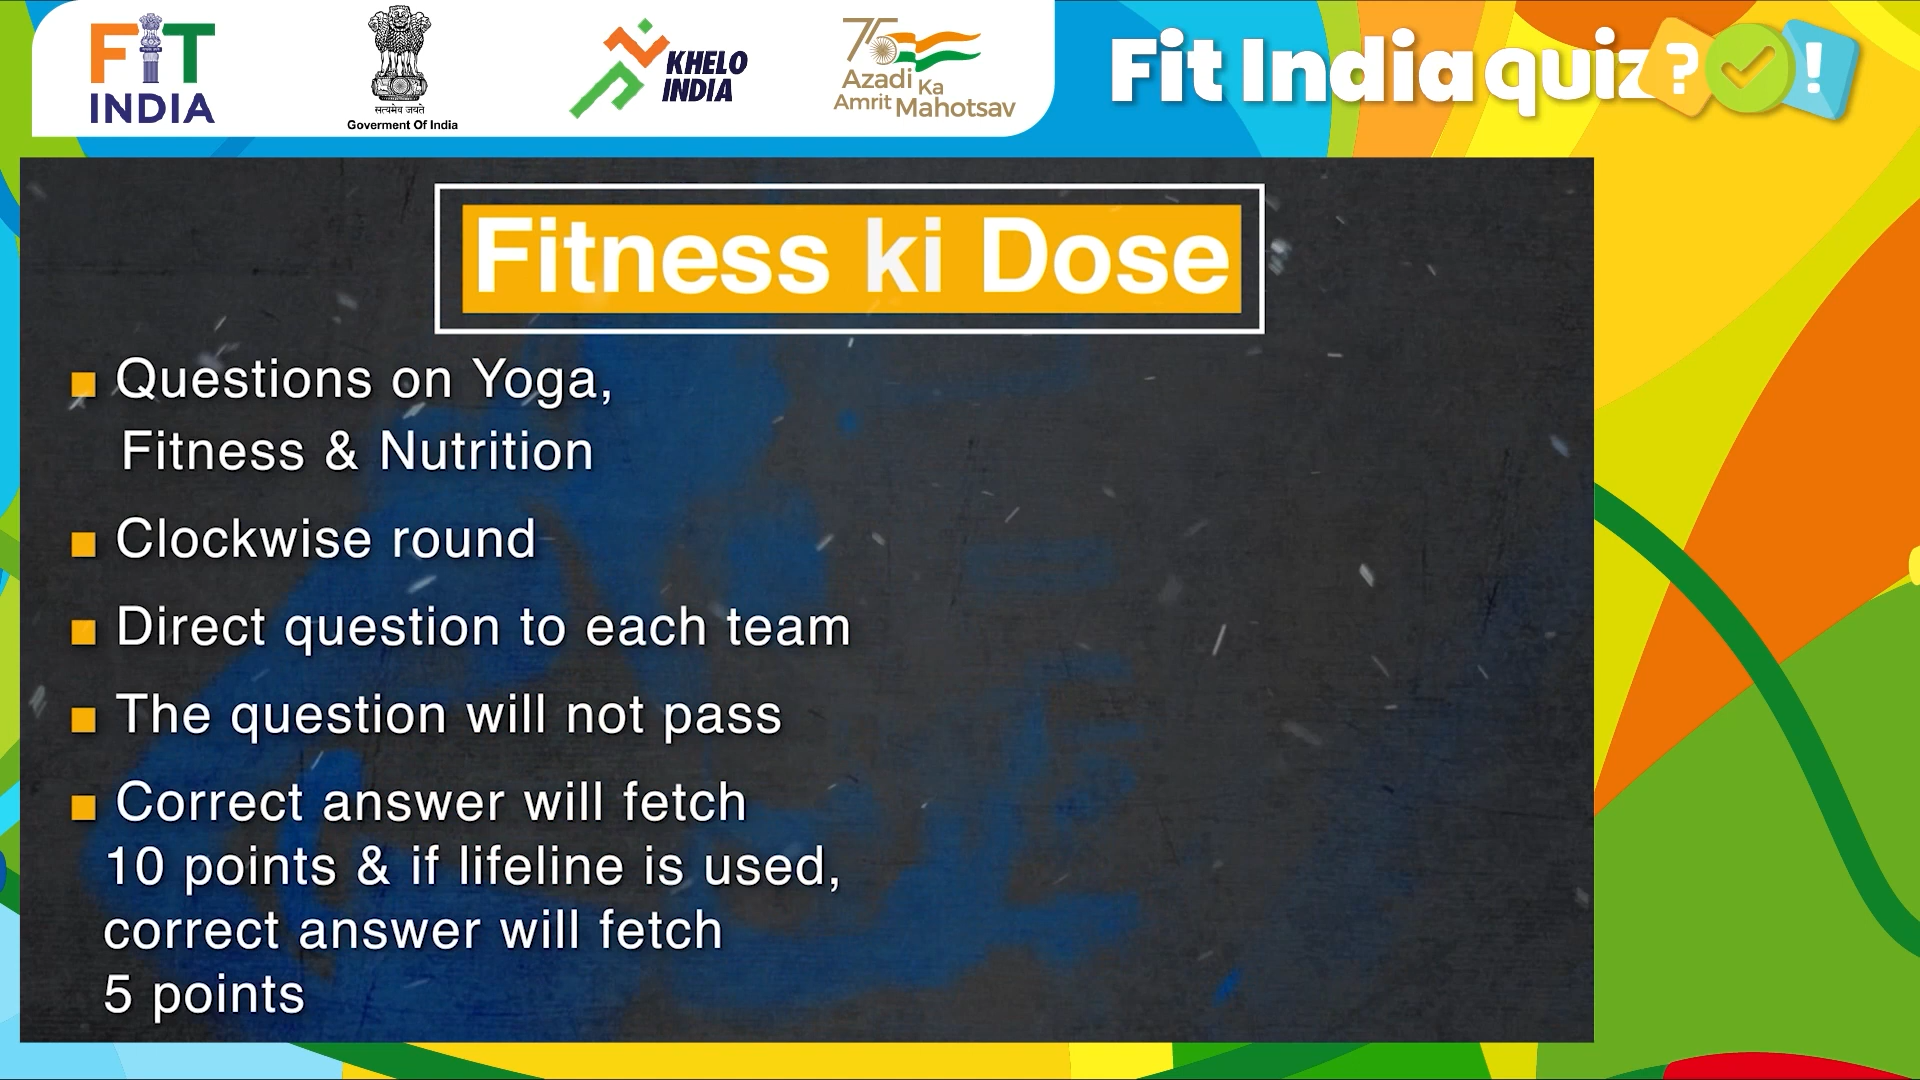 FIT
INDIA
सत्यमेव जयते
Goverment Of India
KHELO
INDIA
75
Azadi
Ka
Amrit Mahotsav
Fit India quiz ? !
Fitness ki Dose
Questions on Yoga,
Fitness & Nutrition
Clockwise round
Direct question to each team
The question will not pass
Correct answer will fetch
10 points & if lifeline is used,
correct answer will fetch
5 points